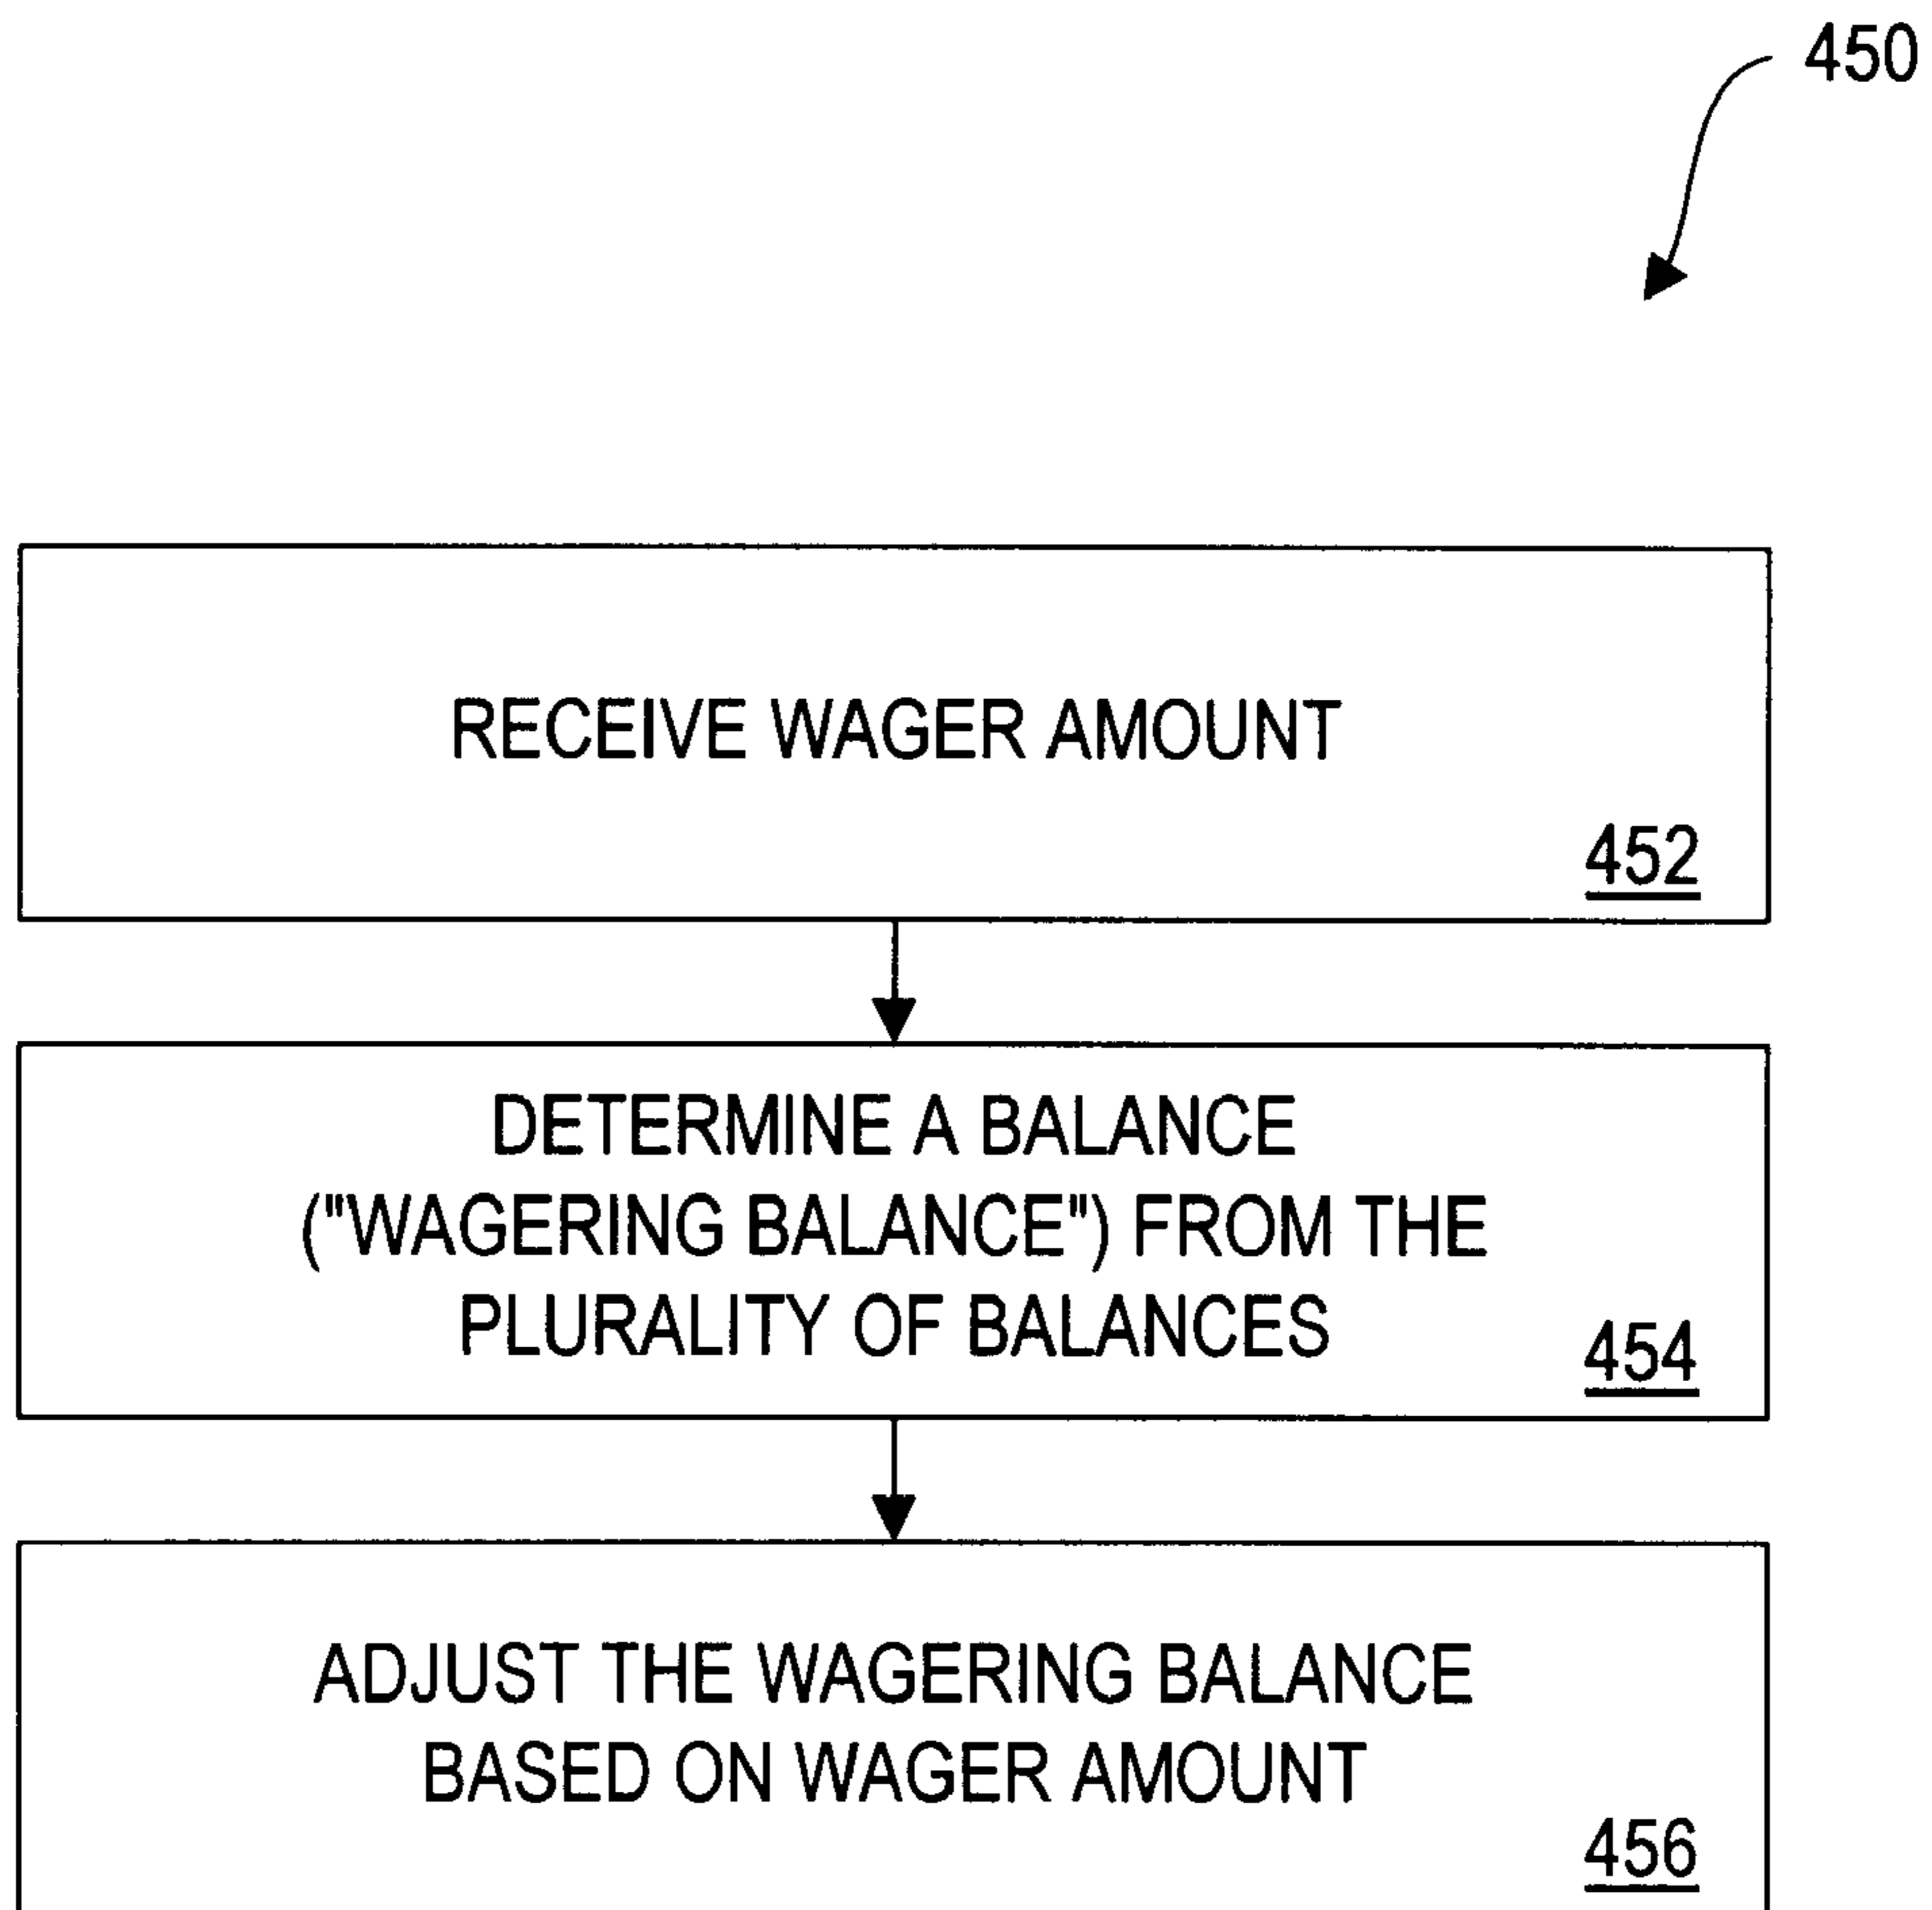 450
RECEIVE WAGER AMOUNT
452
DETERMINE A BALANCE
("WAGERING BALANCE") FROM THE
PLURALITY OF BALANCES
454
ADJUST THE WAGERING BALANCE
BASED ON WAGER AMOUNT
456